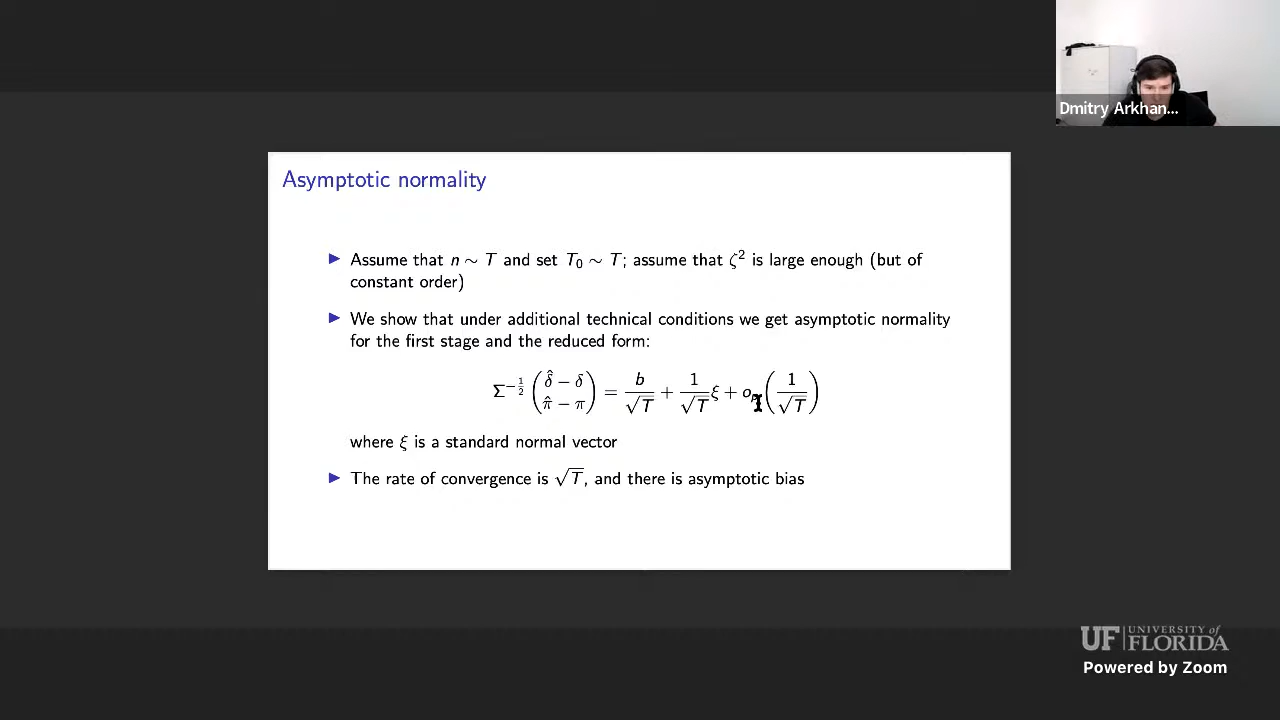 Dmitry Arkhan...
Asymptotic normality
▶ Assume that n ∼ T and set T₀ ∼ T; assume that ζ² is large enough (but of
constant order)
▶ We show that under additional technical conditions we get asymptotic normality
for the first stage and the reduced form:
Σ^{-1/2} (δ̂ − δ, π̂ − π) = b/√T + 1/√T ξ + o_p(1/√T)
where ξ is a standard normal vector
▶ The rate of convergence is √T, and there is asymptotic bias
UF | UNIVERSITY of
FLORIDA
Powered by Zoom